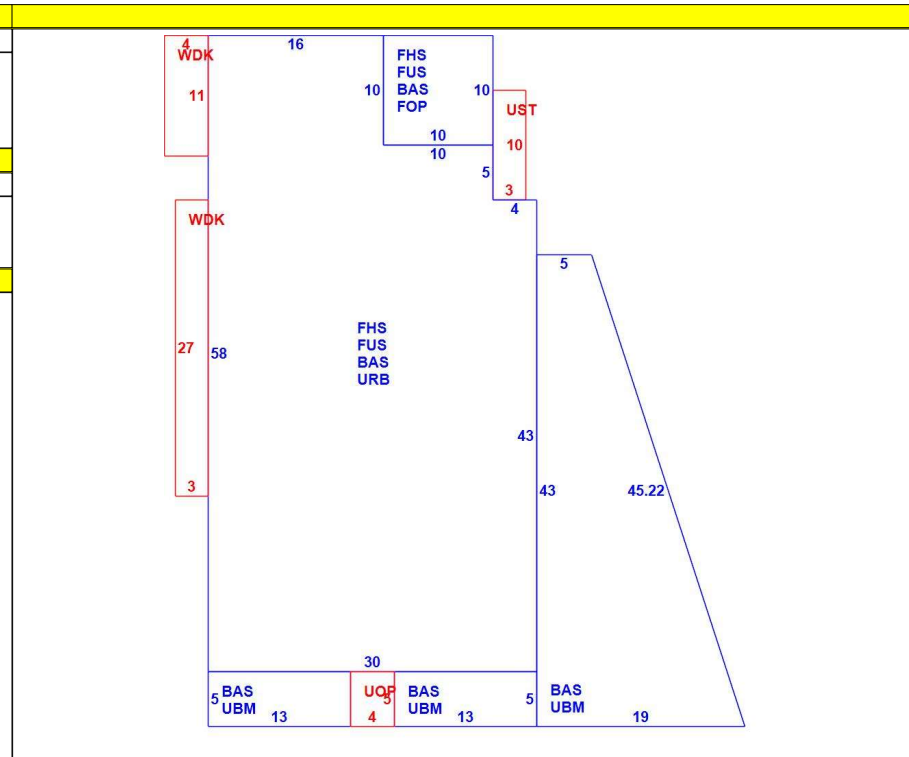 4
WDK
11
16
FHS
FUS
BAS
FOP
10
10
10
10
5
UST
10
3
4
WDK
27
3
58
FHS
FUS
BAS
URB
5
43
43
45.22
30
5
BAS
UBM
13
UOP
5
4
BAS
UBM
13
5
BAS
UBM
19